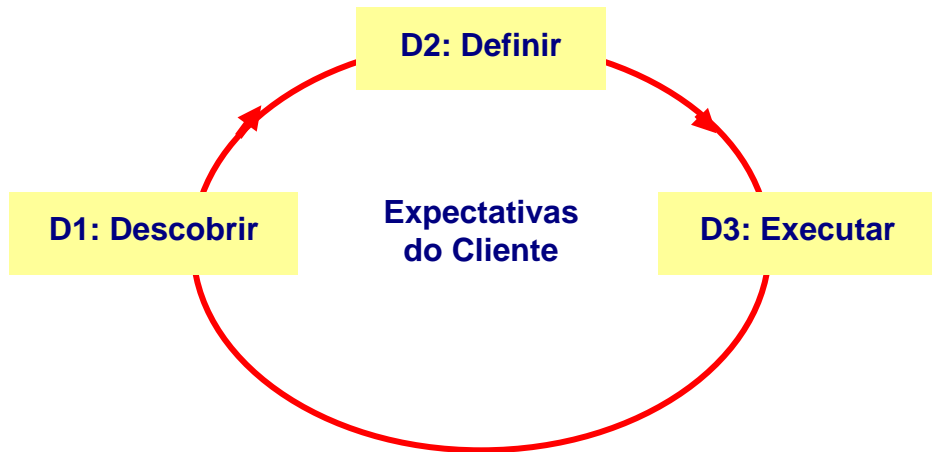 D2: Definir
D1: Descobrir
Expectativas
do Cliente
D3: Executar